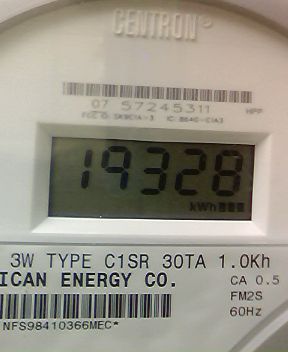 CENTRON®
07 57245311 HPP
19328
kWh
3W TYPE C1SR 30TA 1.0Kh
ICAN ENERGY CO.
CA 0.5
FM2S
60Hz
NFS98410366MEC*